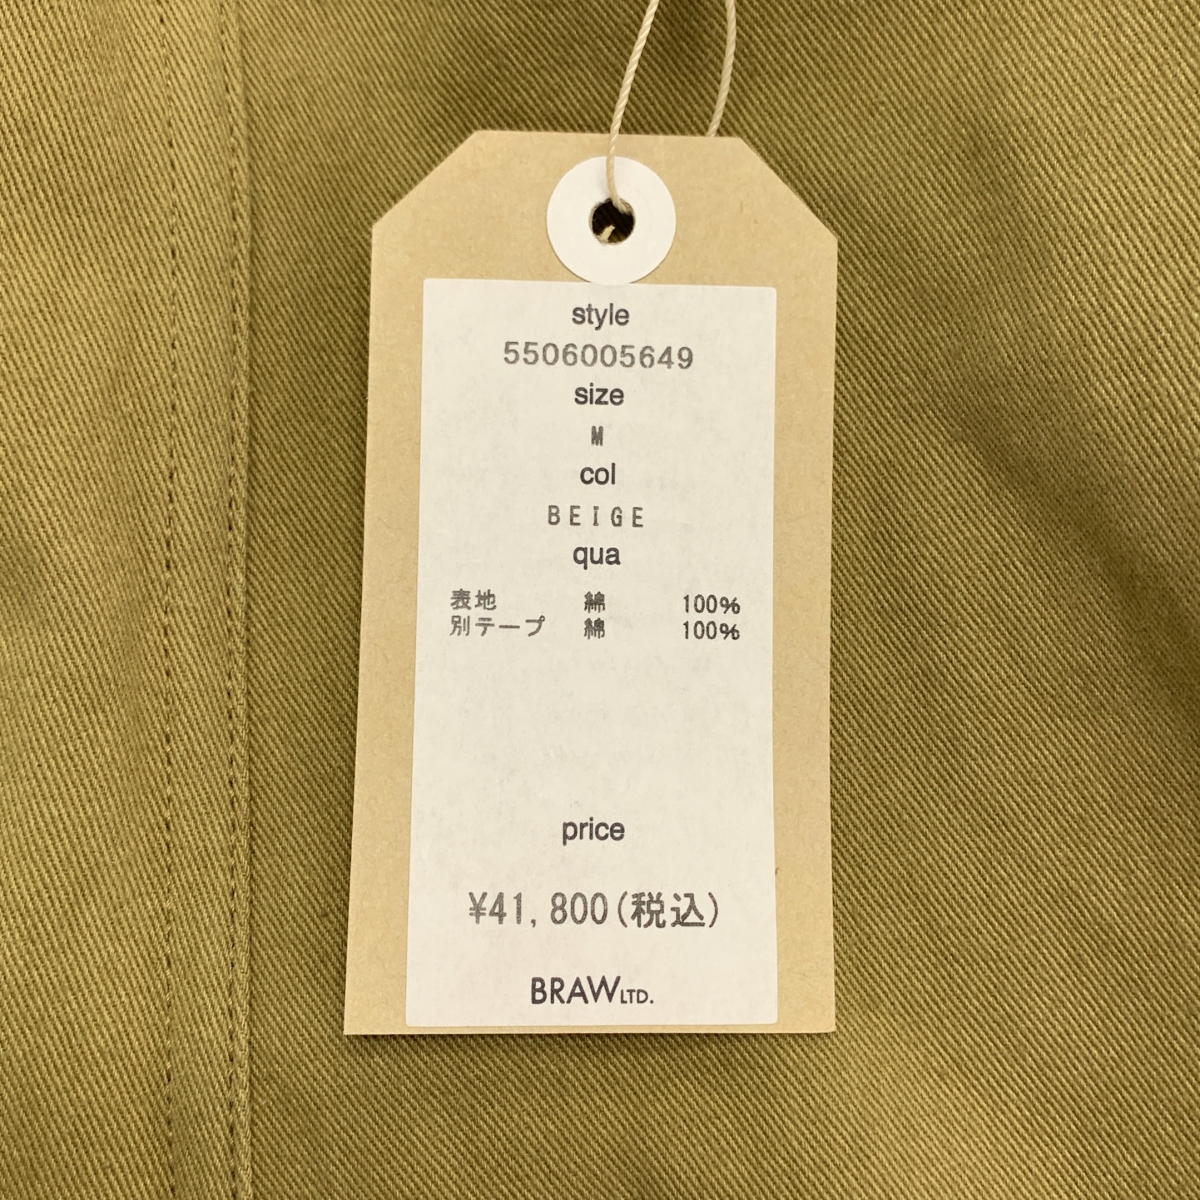 style
5506005649
size
M
col
BEIGE
qua
表地 綿 100%
別テープ 綿 100%
price
¥41,800(税込)
BRAW LTD.